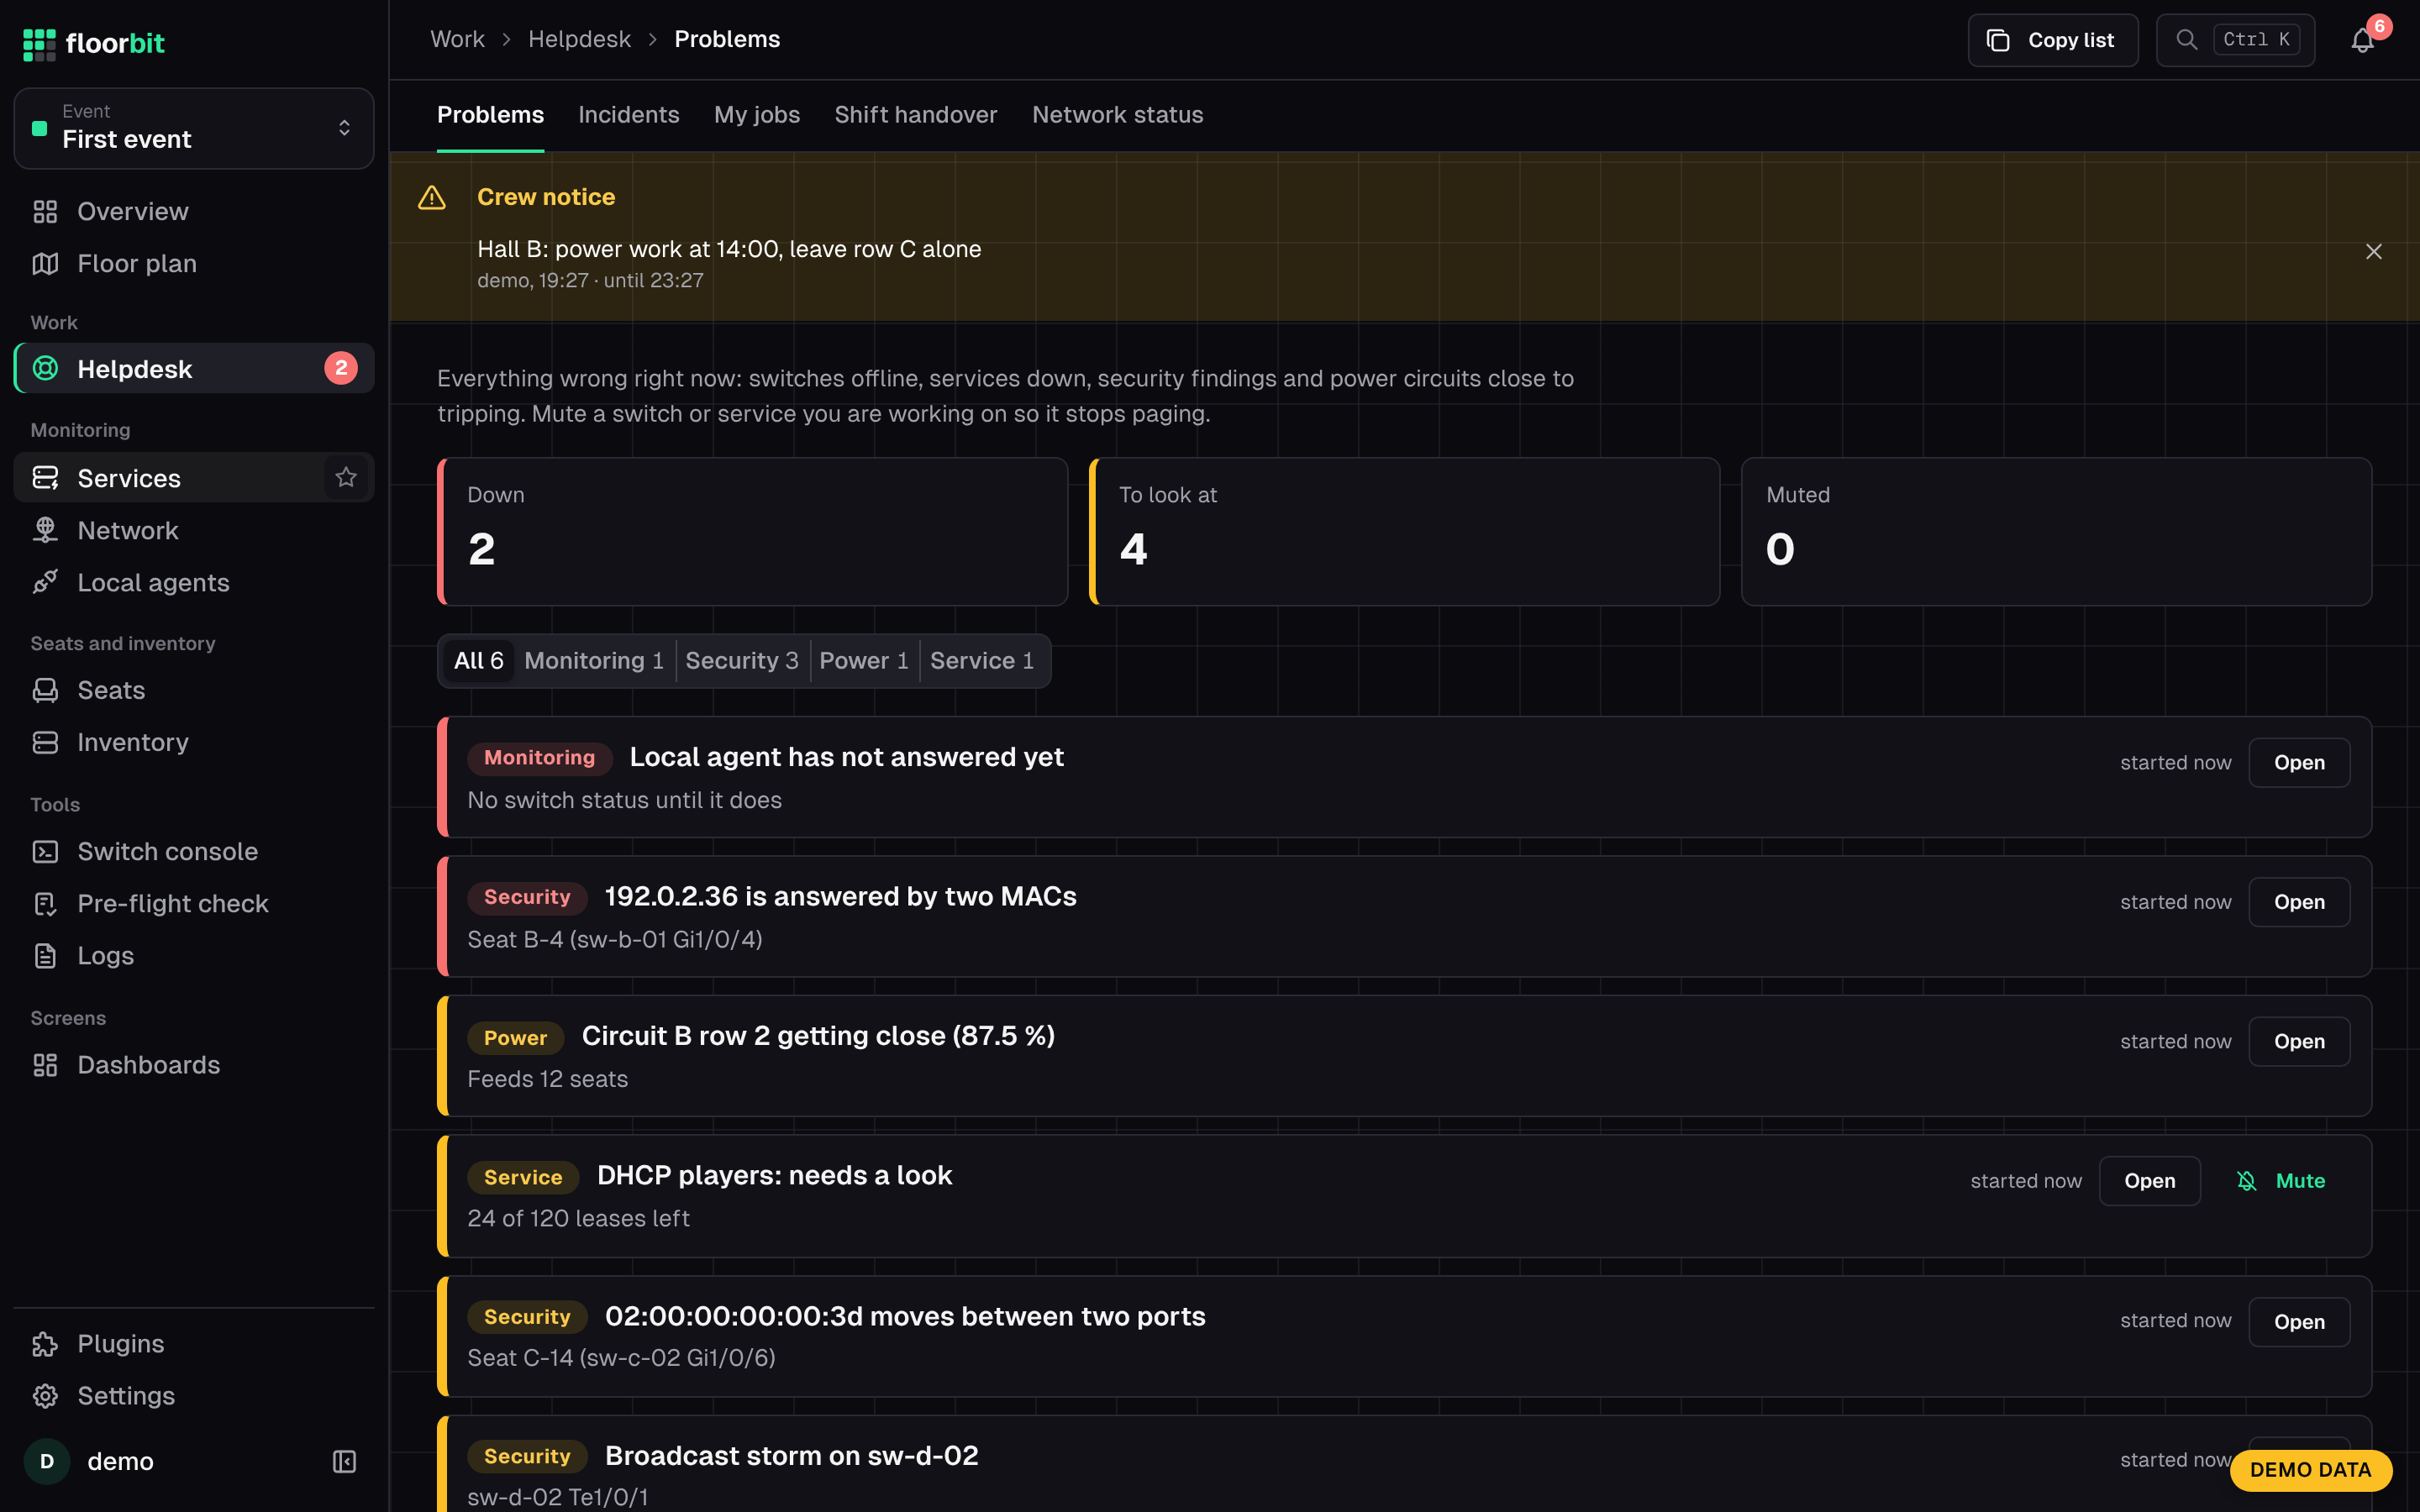 floorbit
Event
First event
Overview
Floor plan
Work
Helpdesk 2
Monitoring
Services
Network
Local agents
Seats and inventory
Seats
Inventory
Tools
Switch console
Pre-flight check
Logs
Screens
Dashboards
Plugins
Settings
D demo
Work > Helpdesk > Problems
Copy list
Ctrl K
6
Problems Incidents My jobs Shift handover Network status
Crew notice
Hall B: power work at 14:00, leave row C alone
demo, 19:27 · until 23:27
Everything wrong right now: switches offline, services down, security findings and power circuits close to
tripping. Mute a switch or service you are working on so it stops paging.
Down
2
To look at
4
Muted
0
All 6 Monitoring 1 Security 3 Power 1 Service 1
Monitoring Local agent has not answered yet started now Open
No switch status until it does
Security 192.0.2.36 is answered by two MACs started now Open
Seat B-4 (sw-b-01 Gi1/0/4)
Power Circuit B row 2 getting close (87.5 %) started now Open
Feeds 12 seats
Service DHCP players: needs a look started now Open Mute
24 of 120 leases left
Security 02:00:00:00:00:3d moves between two ports started now Open
Seat C-14 (sw-c-02 Gi1/0/6)
Security Broadcast storm on sw-d-02 started now
sw-d-02 Te1/0/1
DEMO DATA